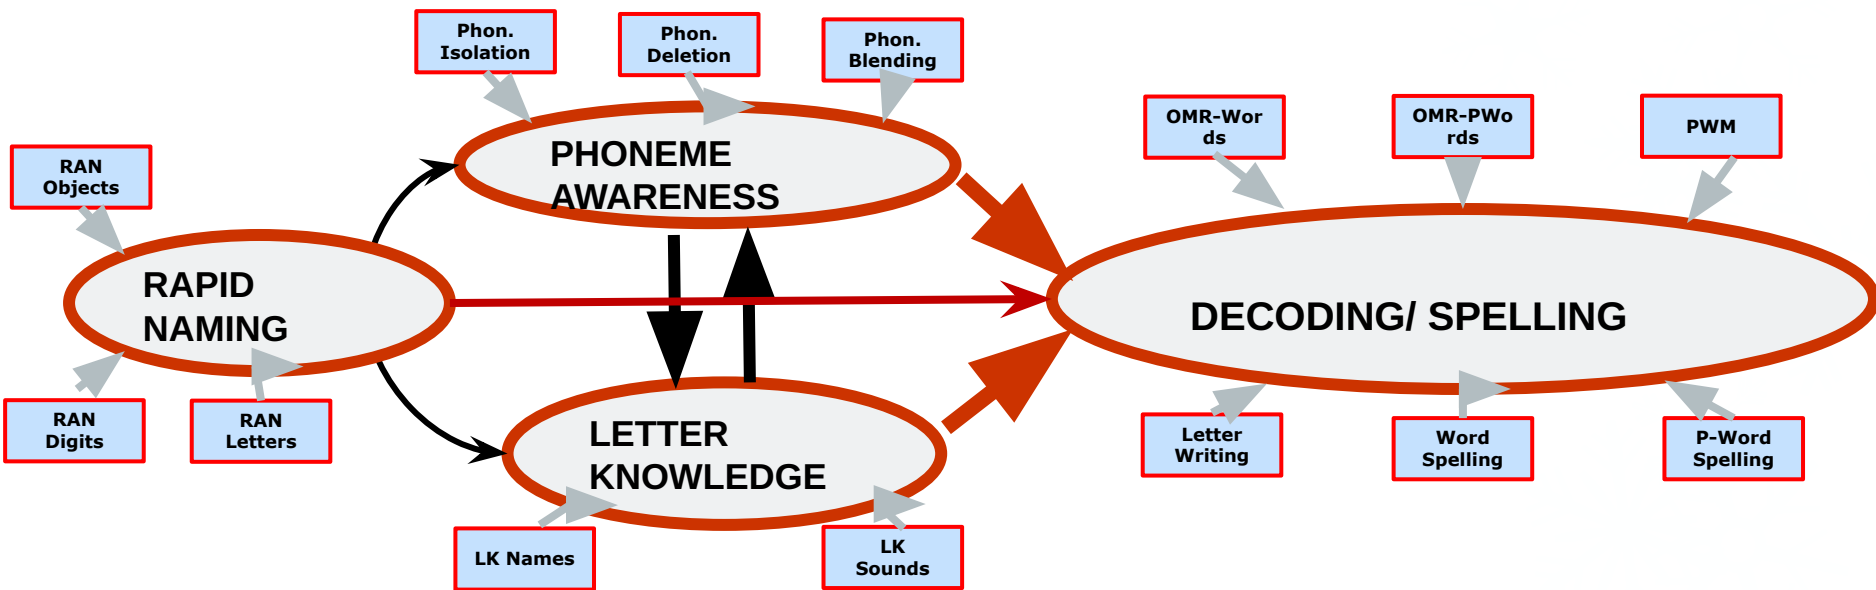 Phon.
Isolation
Phon.
Deletion
Phon.
Blending
OMR-Wor
ds
OMR-PWo
rds
PWM
RAN
Objects
PHONEME
AWARENESS
RAPID
NAMING
DECODING/ SPELLING
RAN
Digits
RAN
Letters
LETTER
KNOWLEDGE
Letter
Writing
Word
Spelling
P-Word
Spelling
LK Names
LK
Sounds